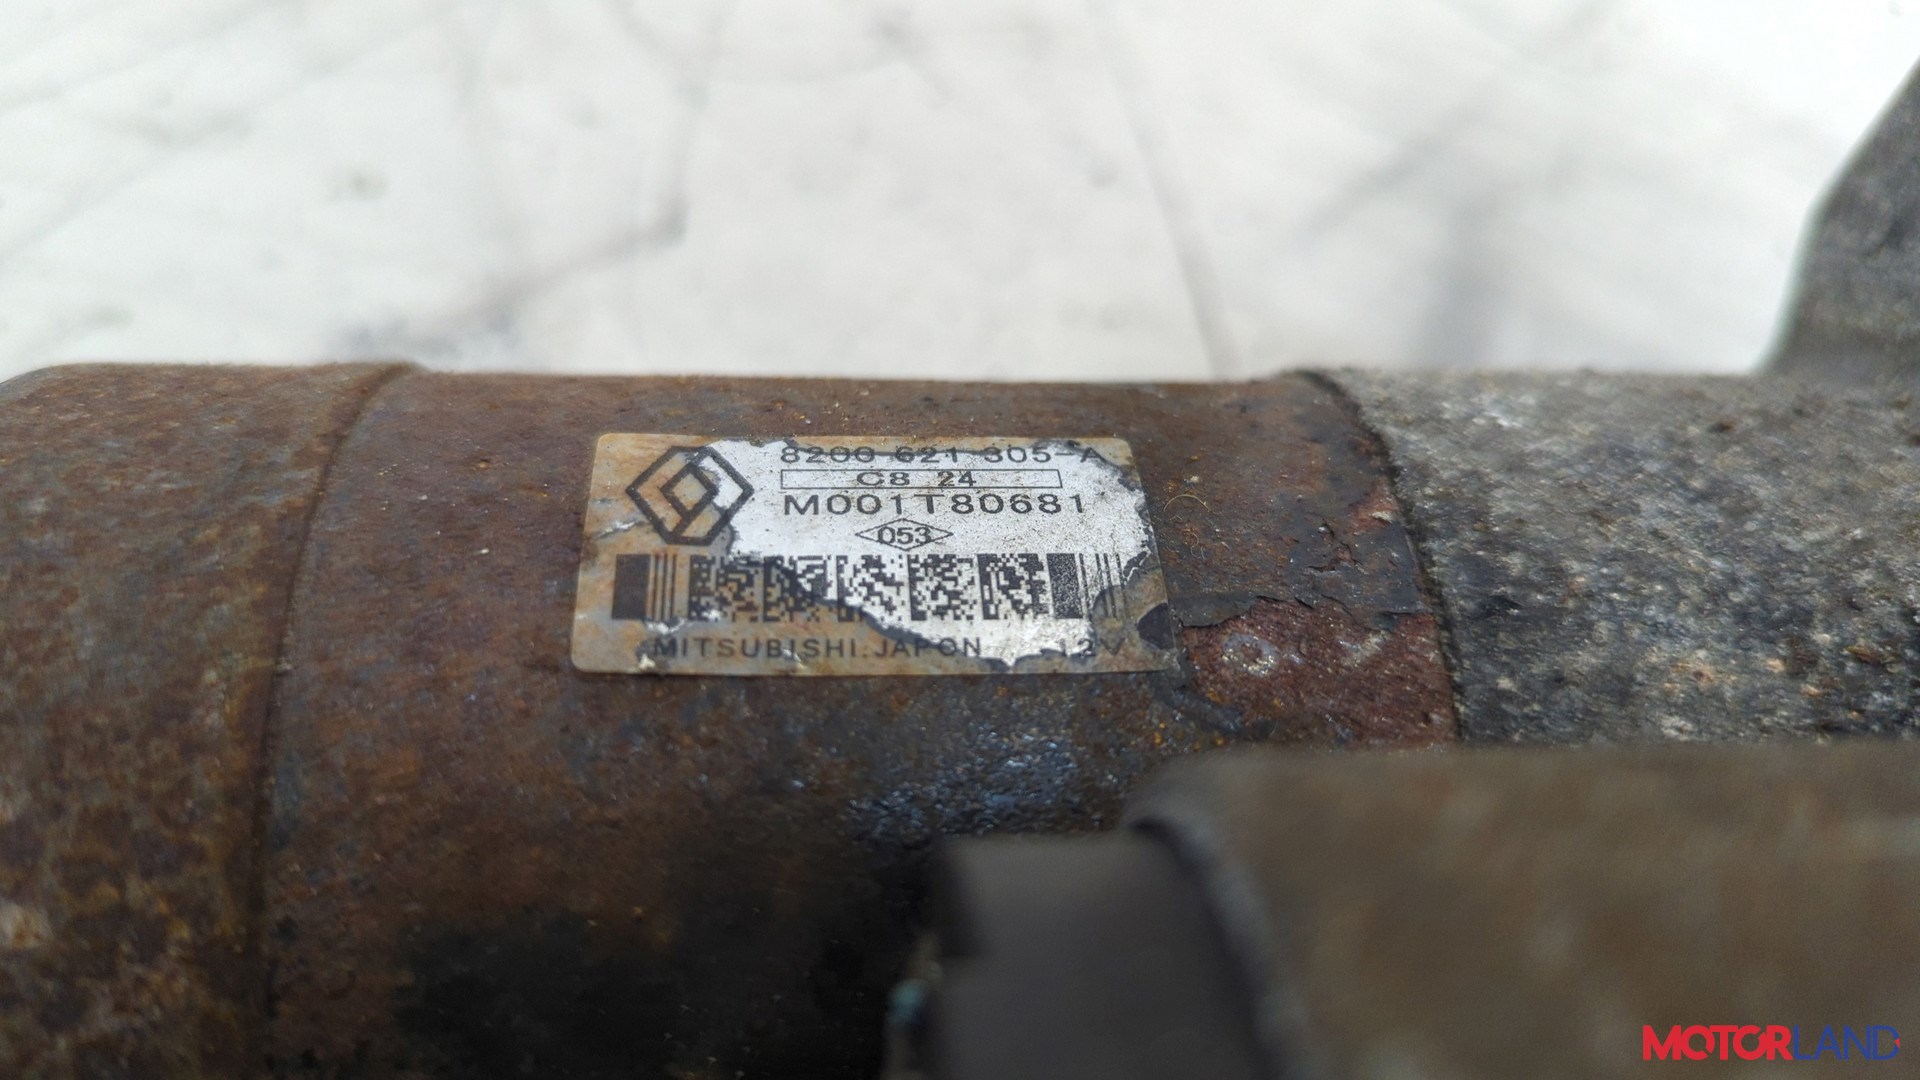 8200 621 305-A
C8 24
M001T80681
053
MITSUBISHI.JAPON 12V
MOTORLAND